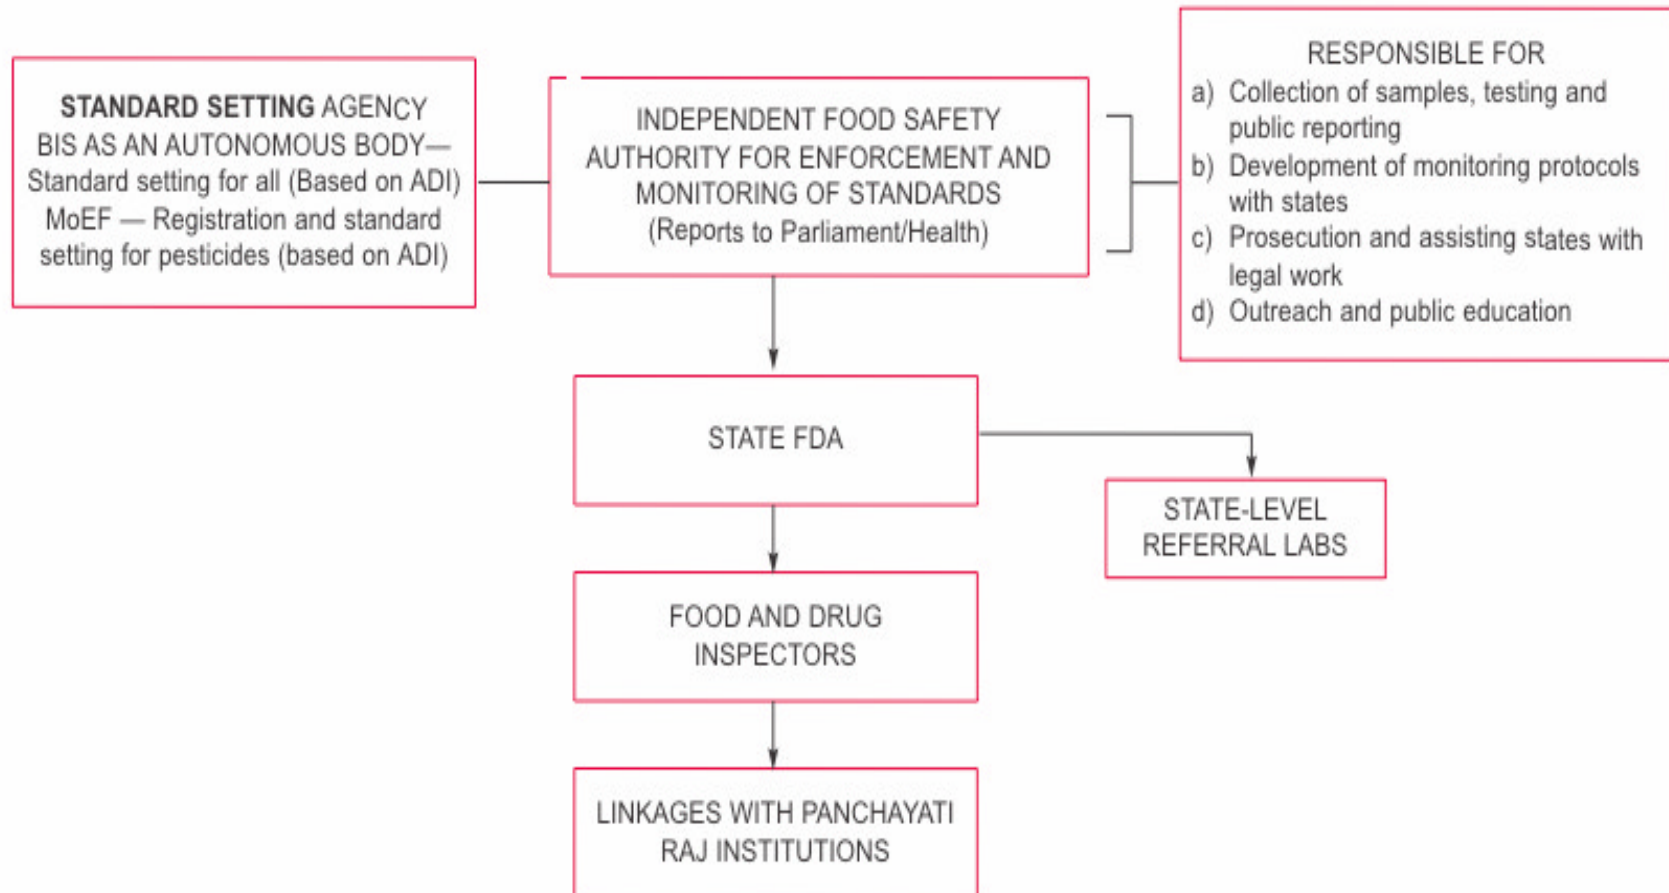 STANDARD SETTING AGENCY
BIS AS AN AUTONOMOUS BODY—
Standard setting for all (Based on ADI)
MoEF — Registration and standard
setting for pesticides (based on ADI)
INDEPENDENT FOOD SAFETY
AUTHORITY FOR ENFORCEMENT AND
MONITORING OF STANDARDS
(Reports to Parliament/Health)
RESPONSIBLE FOR
a) Collection of samples, testing and
public reporting
b) Development of monitoring protocols
with states
c) Prosecution and assisting states with
legal work
d) Outreach and public education
STATE FDA
STATE-LEVEL
REFERRAL LABS
FOOD AND DRUG
INSPECTORS
LINKAGES WITH PANCHAYATI
RAJ INSTITUTIONS